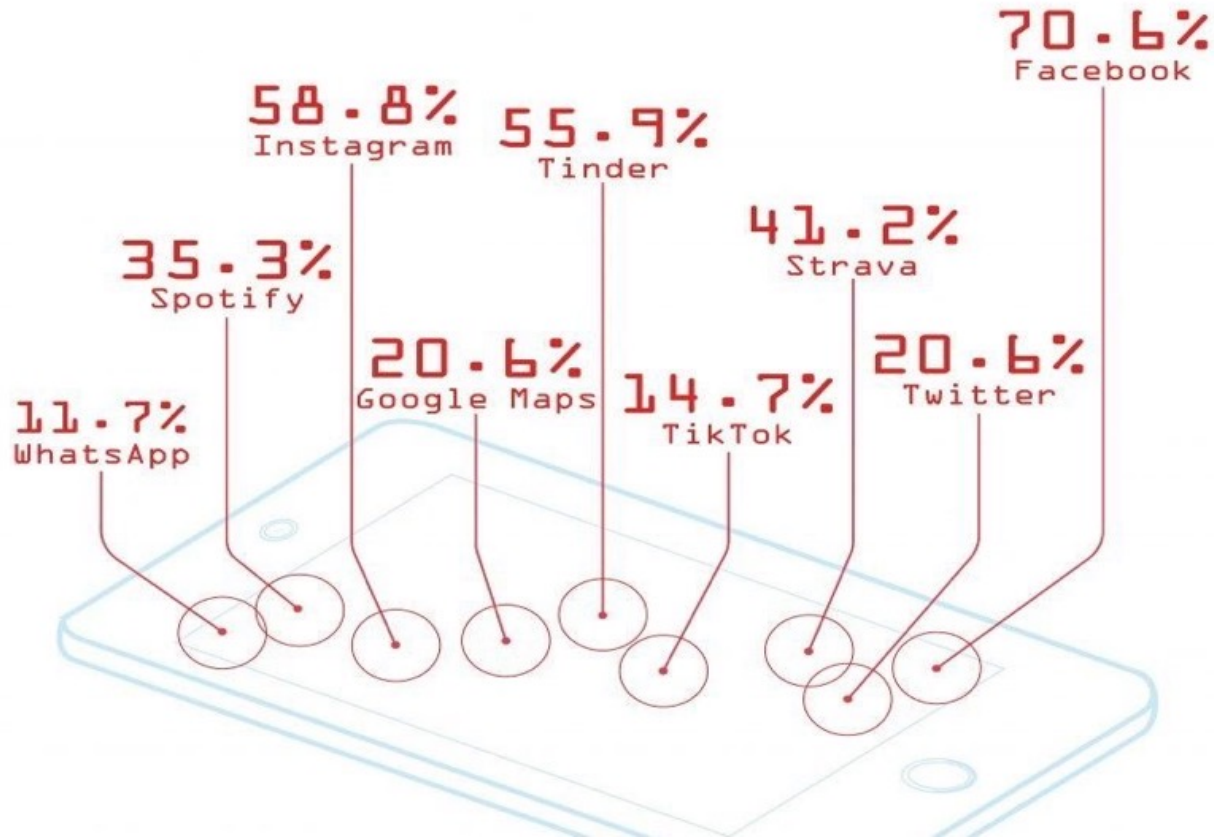 70.6%
Facebook
58.8%
Instagram
55.9%
Tinder
41.2%
Strava
35.3%
Spotify
20.6%
Google Maps
20.6%
Twitter
14.7%
TikTok
11.7%
WhatsApp